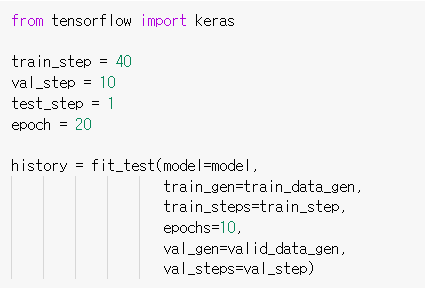 from tensorflow import keras
train_step = 40
val_step = 10
test_step = 1
epoch = 20
history = fit_test(model=model,
train_gen=train_data_gen,
train_steps=train_step,
epochs=10,
val_gen=valid_data_gen,
val_steps=val_step)